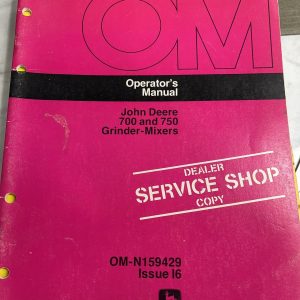 OM
Operator's
Manual
John Deere
700 and 750
Grinder-Mixers
DEALER
SERVICE SHOP
COPY
OM-N159429
Issue I6